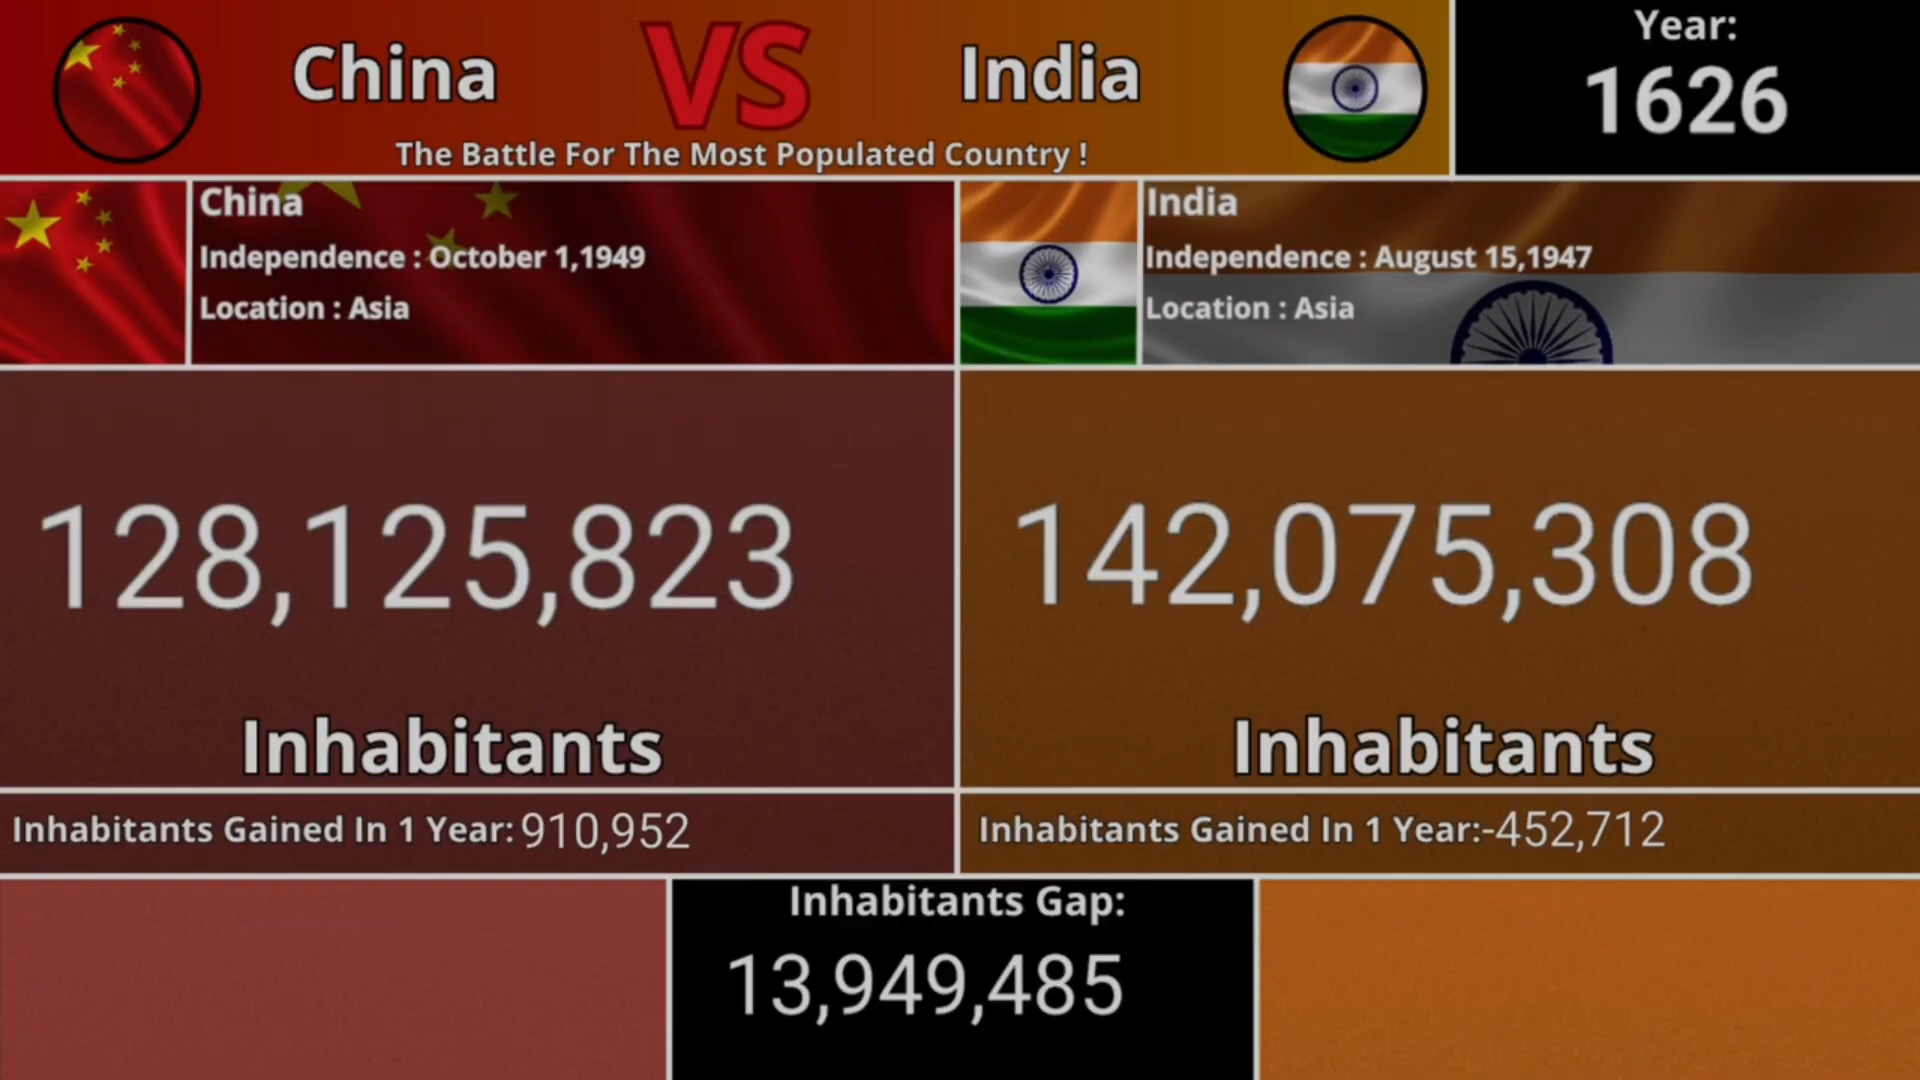 China VS India
The Battle For The Most Populated Country !
Year:
1626
China
Independence : October 1,1949
Location : Asia
India
Independence : August 15,1947
Location : Asia
128,125,823
Inhabitants
142,075,308
Inhabitants
Inhabitants Gained In 1 Year: 910,952
Inhabitants Gained In 1 Year:-452,712
Inhabitants Gap:
13,949,485